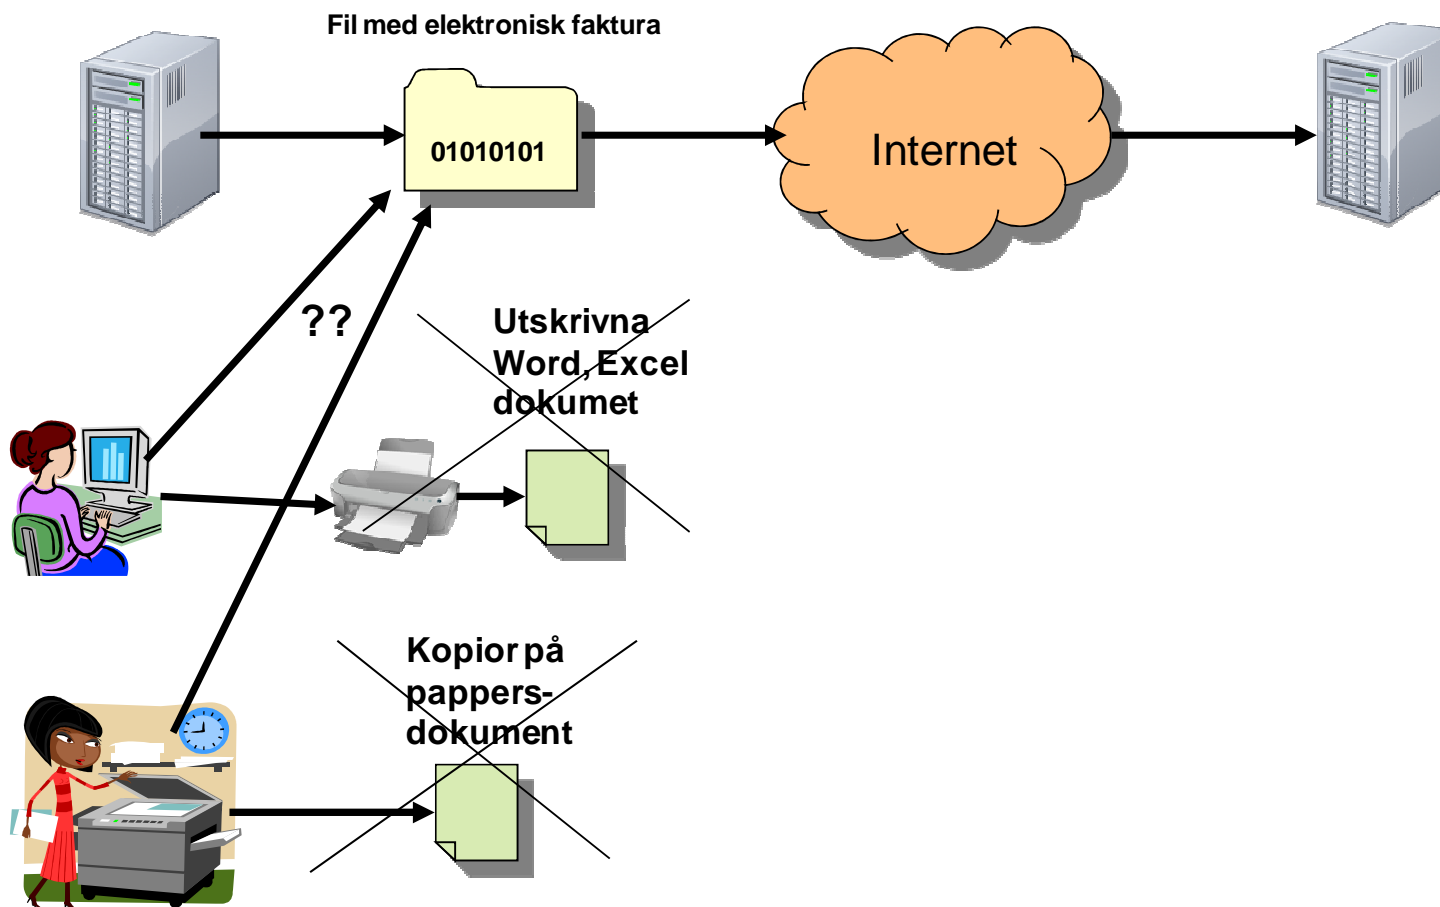 Fil med elektronisk faktura
01010101
Internet
??
Utskrivna
Word, Excel
dokumet
Kopior på
pappers-
dokument